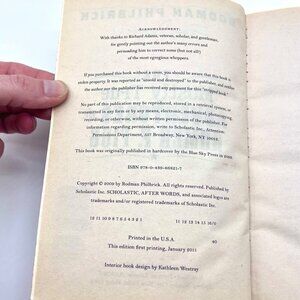 ACKNOWLEDGMENT:
With thanks to Richard Adams, veteran, scholar, and gentleman,
for gently pointing out the author's many errors and
persuading him to correct some (but not all)
of the most egregious whoppers.
If you purchased this book without a cover, you should be aware that this book is
stolen property. It was reported as "unsold and destroyed" to the publisher, and neither
the author nor the publisher has received any payment for this "stripped book."
No part of this publication may be reproduced, stored in a retrieval system, or
transmitted in any form or by any means, electronic, mechanical, photocopying,
recording, or otherwise, without written permission of the publisher. For
information regarding permission, write to Scholastic Inc., Attention:
Permissions Department, 557 Broadway, New York, NY 10012.
This book was originally published in hardcover by the Blue Sky Press in 2009.
ISBN 978-0-439-66821-7
Copyright © 2009 by Rodman Philbrick. All rights reserved. Published by
Scholastic Inc. SCHOLASTIC, AFTER WORDS, and associated logos are
trademarks and/or registered trademarks of Scholastic Inc.
12 11 10 9 8 7 6 5 4 3 2 1 11 12 13 14 15 16/0
Printed in the U.S.A. 40
This edition first printing, January 2011
Interior book design by Kathleen Westray